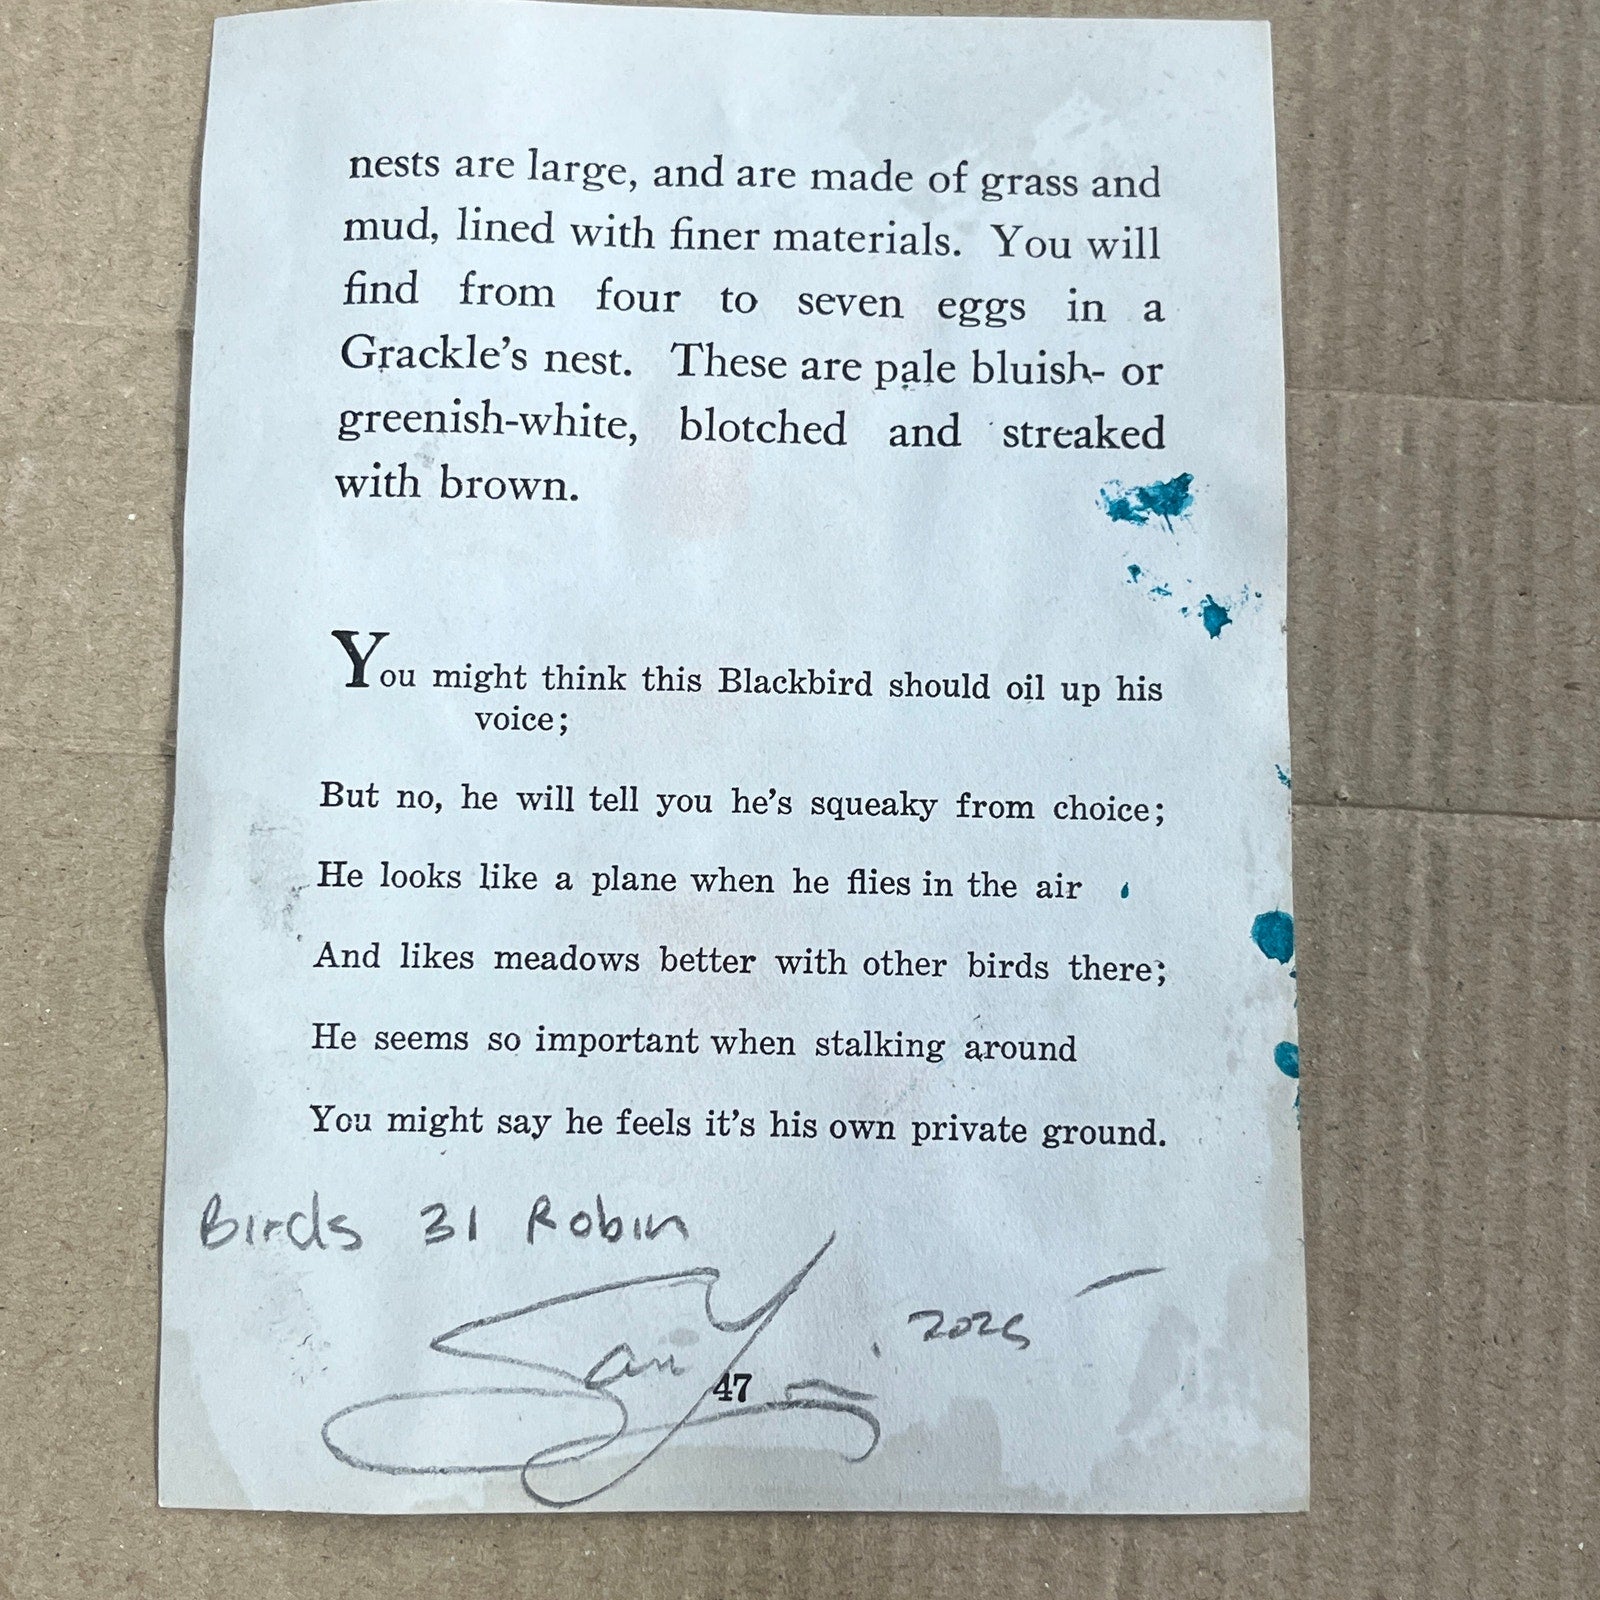 nests are large, and are made of grass and
mud, lined with finer materials. You will
find from four to seven eggs in a
Grackle's nest. These are pale bluish- or
greenish-white, blotched and streaked
with brown.
You might think this Blackbird should oil up his
voice;
But no, he will tell you he's squeaky from choice;
He looks like a plane when he flies in the air
And likes meadows better with other birds there;
He seems so important when stalking around
You might say he feels it's his own private ground.
Birds 31 Robin
2025
47